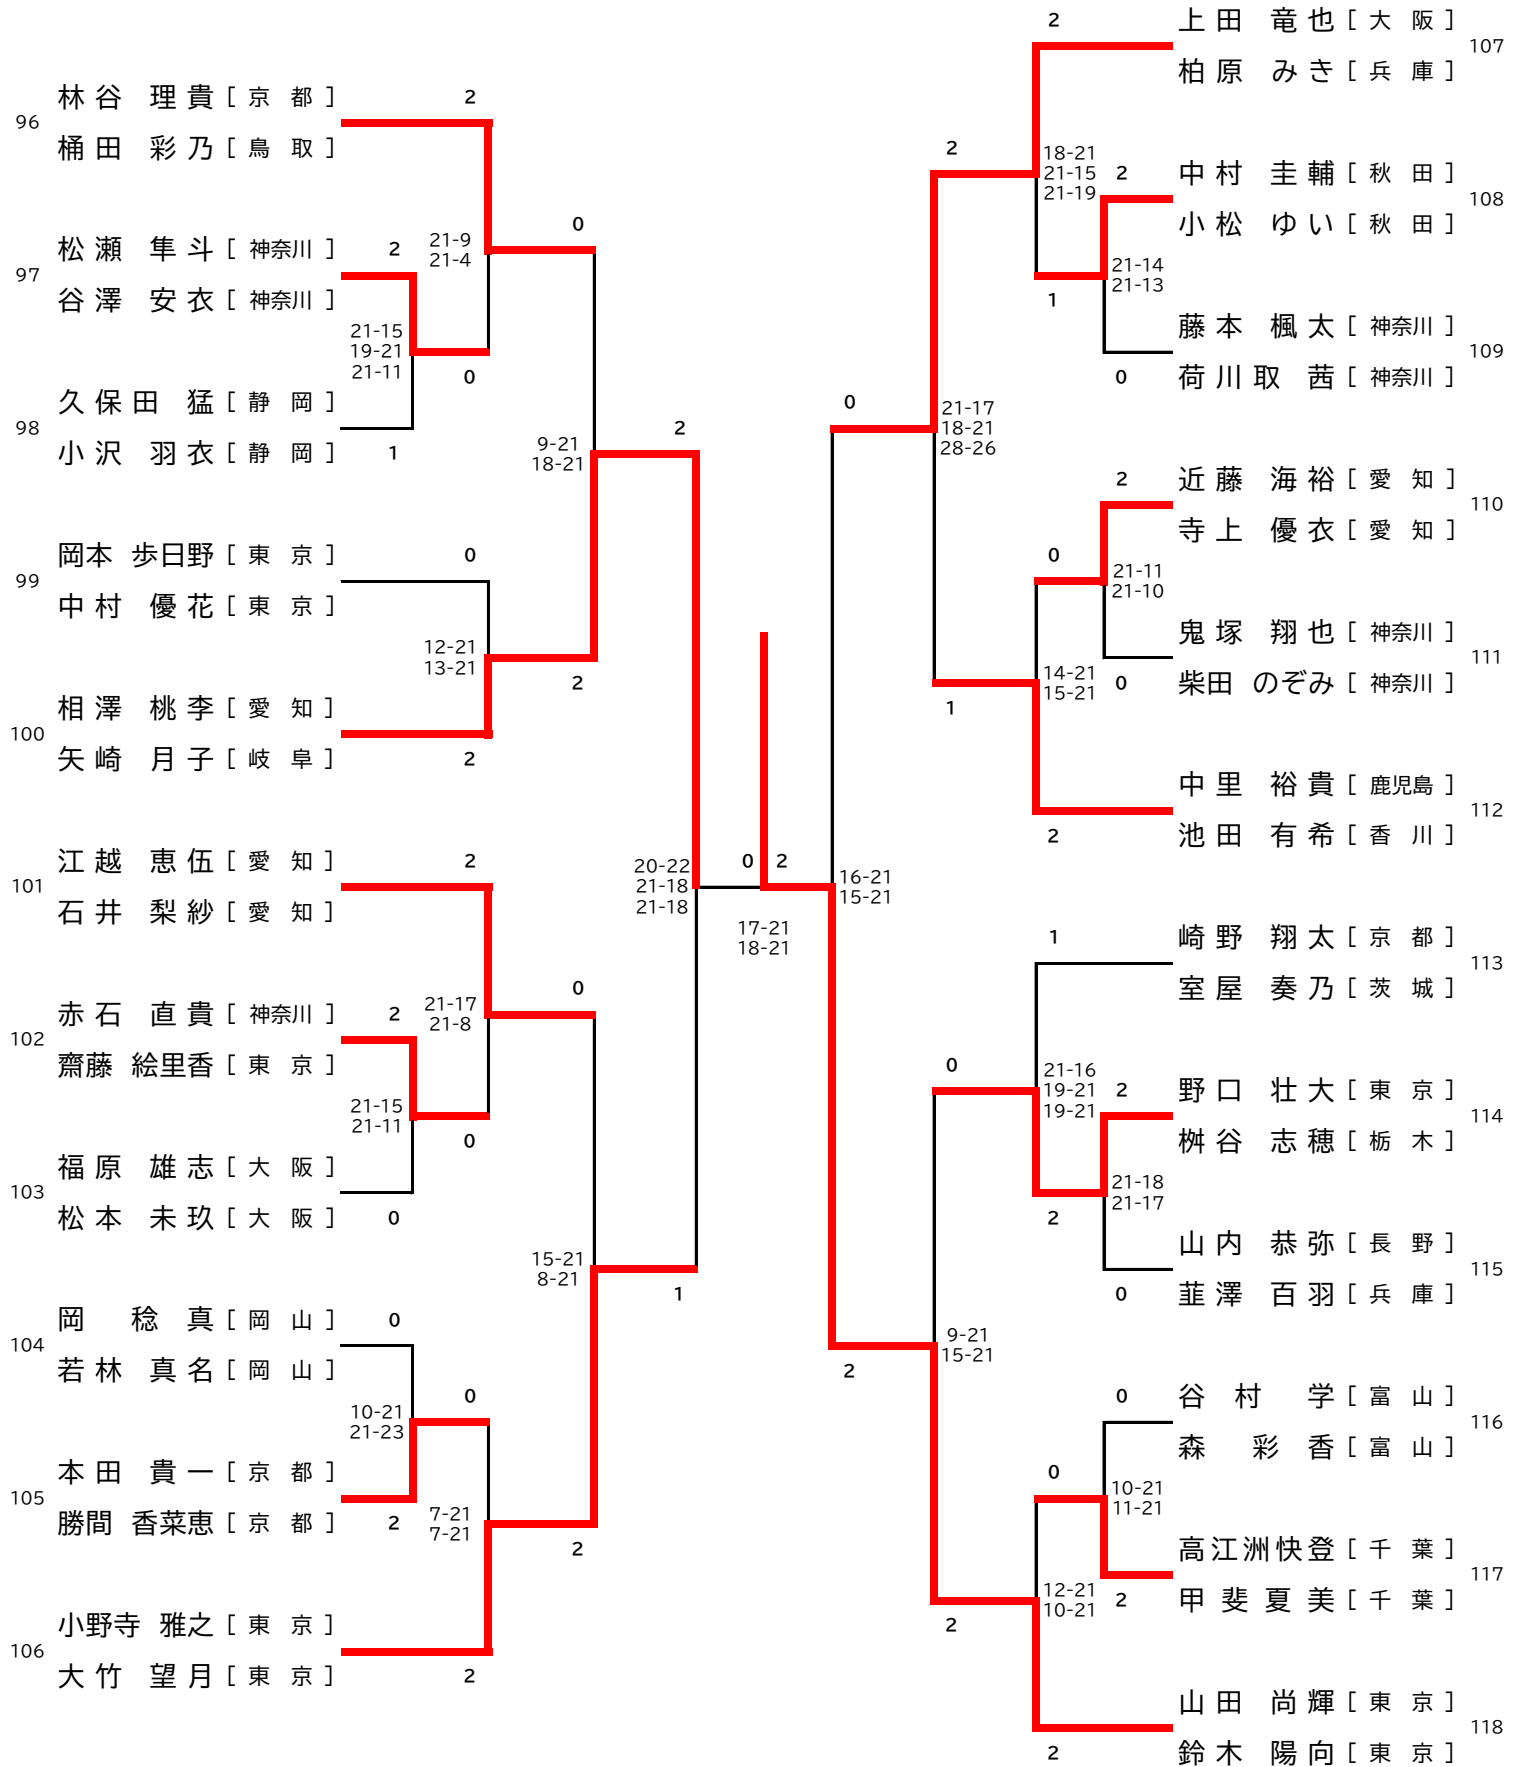 96
林谷 理貴 [ 京 都 ] 2
桶田 彩乃 [ 鳥 取 ]
0
97
松瀬 隼斗 [ 神奈川 ] 2
谷澤 安衣 [ 神奈川 ]
21-9
21-4
21-15
19-21
21-11
0
98
久保田 猛 [ 静 岡 ]
小沢 羽衣 [ 静 岡 ] 1
9-21
18-21
2
99
岡本 歩日野 [ 東 京 ] 0
中村 優花 [ 東 京 ]
12-21
13-21
2
100
相澤 桃李 [ 愛 知 ]
矢崎 月子 [ 岐 阜 ] 2
101
江越 恵伍 [ 愛 知 ] 2
石井 梨紗 [ 愛 知 ]
20-22
21-18
21-18
0
102
赤石 直貴 [ 神奈川 ] 2
齋藤 絵里香 [ 東 京 ]
21-17
21-8
21-15
21-11
0
103
福原 雄志 [ 大 阪 ]
松本 未玖 [ 大 阪 ] 0
15-21
8-21
1
104
岡 稔真 [ 岡 山 ] 0
若林 真名 [ 岡 山 ]
10-21
21-23
0
105
本田 貴一 [ 京 都 ]
勝間 香菜恵 [ 京 都 ] 2
7-21
7-21
2
106
小野寺 雅之 [ 東 京 ]
大竹 望月 [ 東 京 ] 2
0 2
17-21
18-21
2 上田 竜也 [ 大 阪 ]
柏原 みき [ 兵 庫 ]
107
2
18-21
21-15
21-19
2 中村 圭輔 [ 秋 田 ]
小松 ゆい [ 秋 田 ]
108
21-14
21-13
1
藤本 楓太 [ 神奈川 ]
0 荷川取 茜 [ 神奈川 ]
109
0
21-17
18-21
28-26
2 近藤 海裕 [ 愛 知 ]
寺上 優衣 [ 愛 知 ]
110
0
21-11
21-10
鬼塚 翔也 [ 神奈川 ]
0 柴田 のぞみ [ 神奈川 ]
111
14-21
15-21
1
中里 裕貴 [ 鹿児島 ]
2 池田 有希 [ 香 川 ]
112
16-21
15-21
1 崎野 翔太 [ 京 都 ]
室屋 奏乃 [ 茨 城 ]
113
0
21-16
19-21
19-21
2 野口 壮大 [ 東 京 ]
桝谷 志穂 [ 栃 木 ]
114
21-18
21-17
2
山内 恭弥 [ 長 野 ]
0 韮澤 百羽 [ 兵 庫 ]
115
9-21
15-21
2
0 谷村 学 [ 富 山 ]
森 彩香 [ 富 山 ]
116
0
10-21
11-21
高江洲快登 [ 千 葉 ]
2 甲斐夏美 [ 千 葉 ]
117
12-21
10-21
2
山田 尚輝 [ 東 京 ]
2 鈴木 陽向 [ 東 京 ]
118